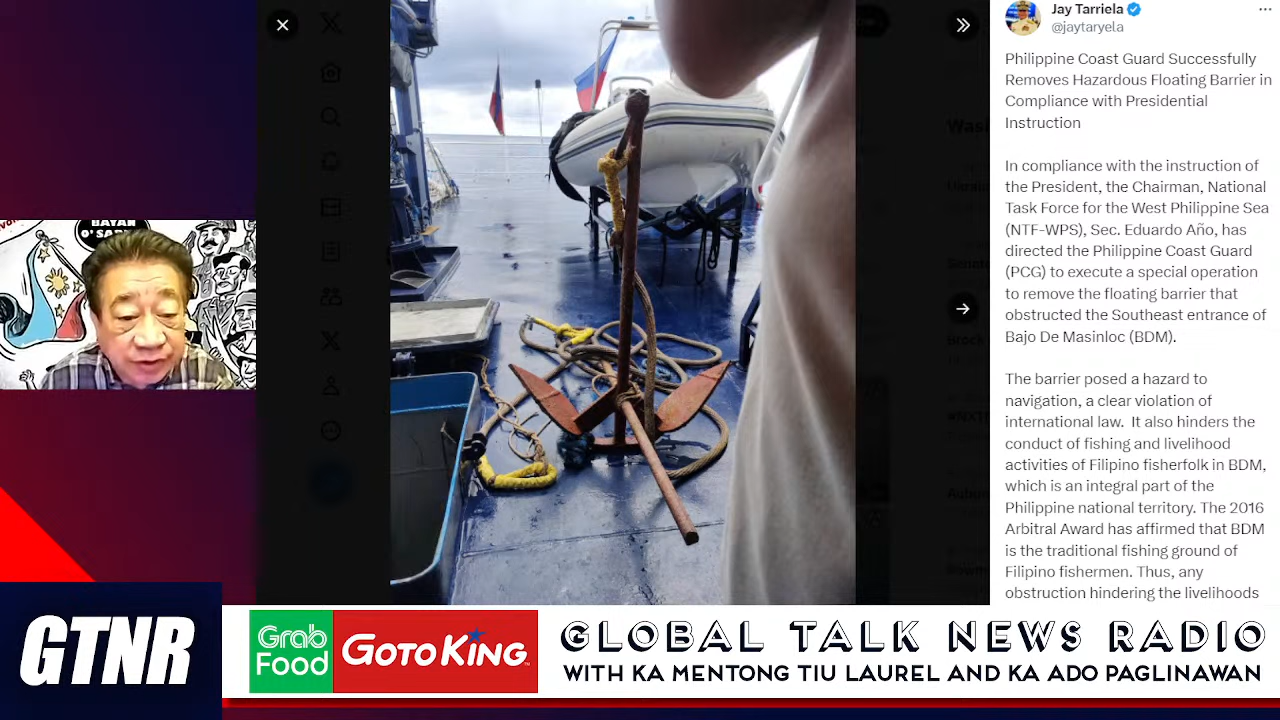 Jay Tarriela
@jaytaryela
Philippine Coast Guard Successfully
Removes Hazardous Floating Barrier in
Compliance with Presidential
Instruction
In compliance with the instruction of
the President, the Chairman, National
Task Force for the West Philippine Sea
(NTF-WPS), Sec. Eduardo Año, has
directed the Philippine Coast Guard
(PCG) to execute a special operation
to remove the floating barrier that
obstructed the Southeast entrance of
Bajo De Masinloc (BDM).
The barrier posed a hazard to
navigation, a clear violation of
international law.  It also hinders the
conduct of fishing and livelihood
activities of Filipino fisherfolk in BDM,
which is an integral part of the
Philippine national territory. The 2016
Arbitral Award has affirmed that BDM
is the traditional fishing ground of
Filipino fishermen. Thus, any
obstruction hindering the livelihoods
BAYAN
GTNR
Grab
Food
GOTO KING
GLOBAL TALK NEWS RADIO
WITH KA MENTONG TIU LAUREL AND KA ADO PAGLINAWAN